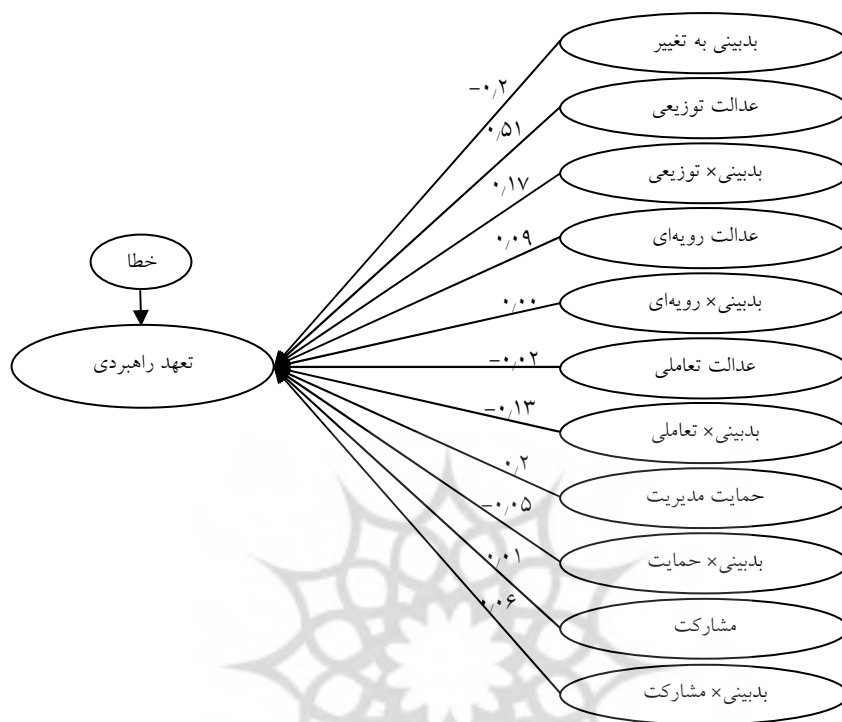 بدبینی به تغییر
-۰٫۲
عدالت توزیعی
۰٫۵۱
بدبینی× توزیعی
۰٫۱۷
عدالت رویه‌ای
۰٫۰۹
خطا
بدبینی× رویه‌ای
۰٫۰۰
عدالت تعاملی
-۰٫۰۲
تعهد راهبردی
بدبینی× تعاملی
-۰٫۱۳
حمایت مدیریت
۰٫۲
بدبینی× حمایت
-۰٫۰۵
مشارکت
۰٫۰۱
بدبینی× مشارکت
۰٫۰۶